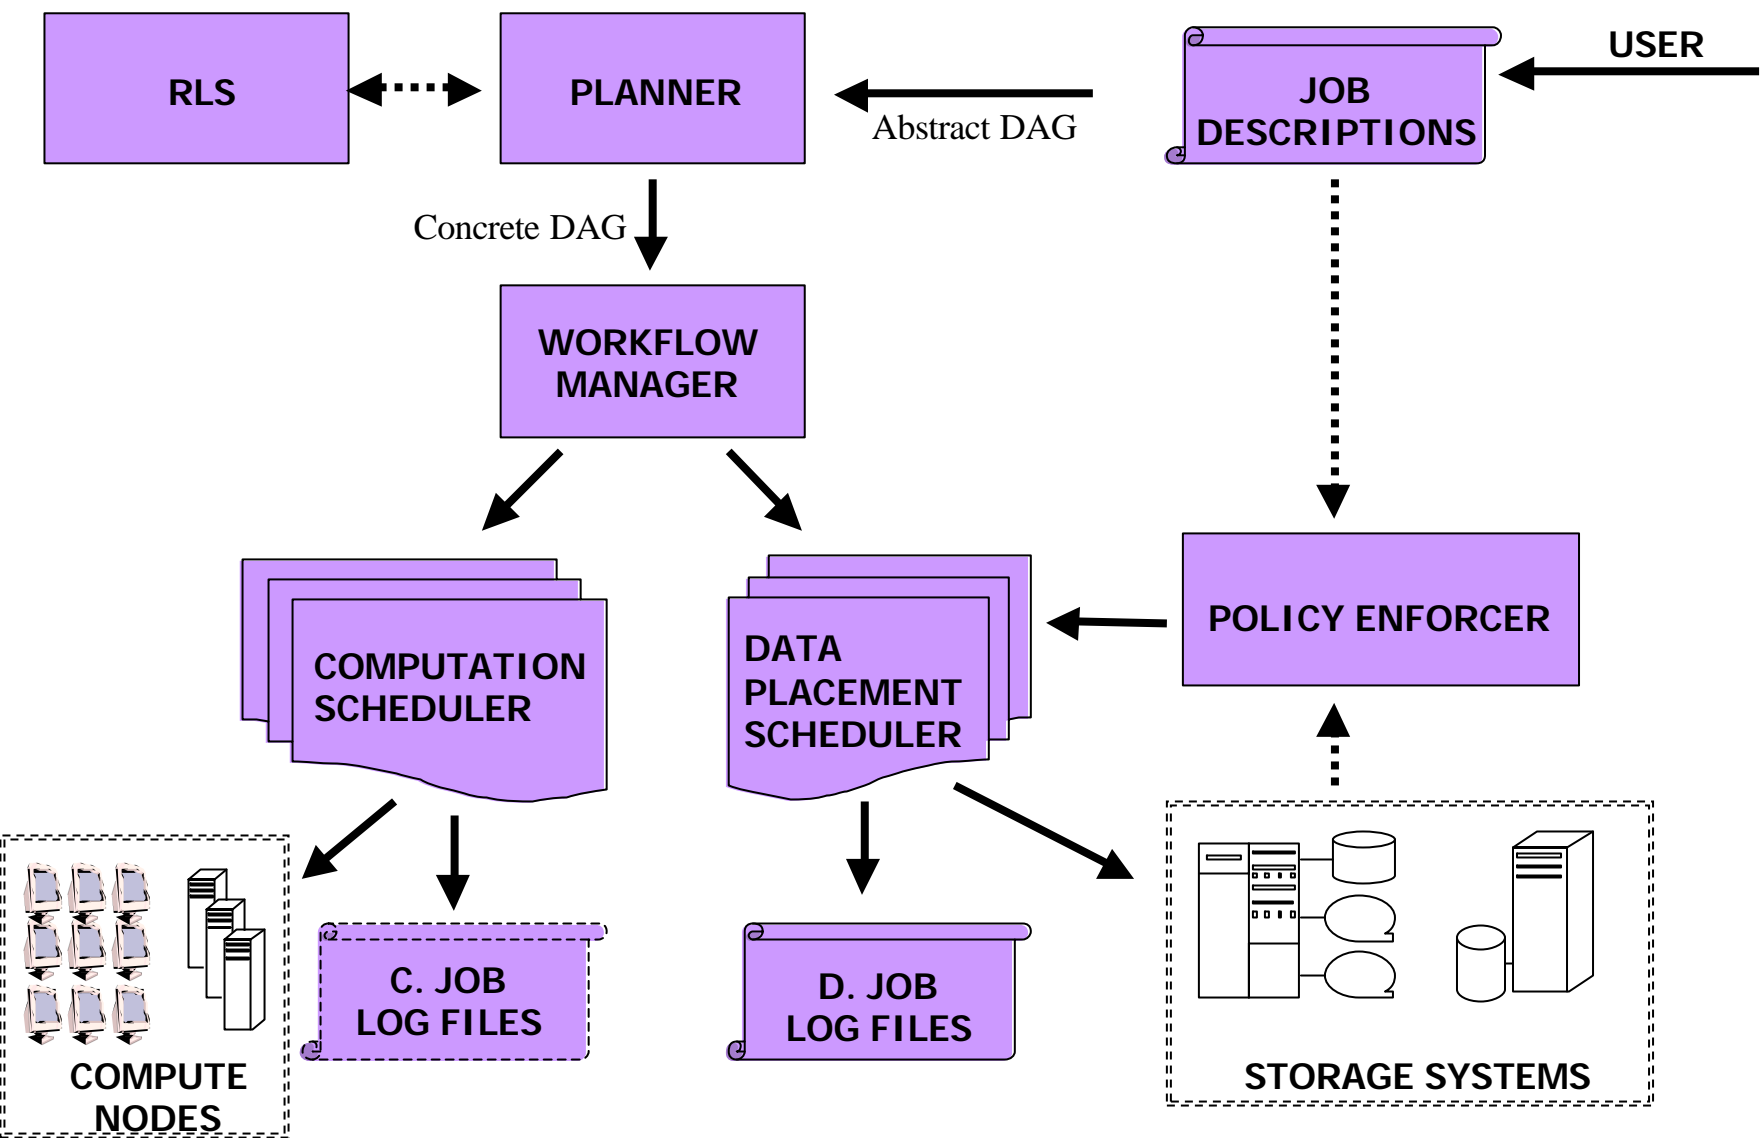 USER
RLS
PLANNER
JOB
DESCRIPTIONS
Abstract DAG
Concrete DAG
WORKFLOW
MANAGER
POLICY ENFORCER
COMPUTATION
SCHEDULER
DATA
PLACEMENT
SCHEDULER
C. JOB
LOG FILES
D. JOB
LOG FILES
COMPUTE
NODES
STORAGE SYSTEMS